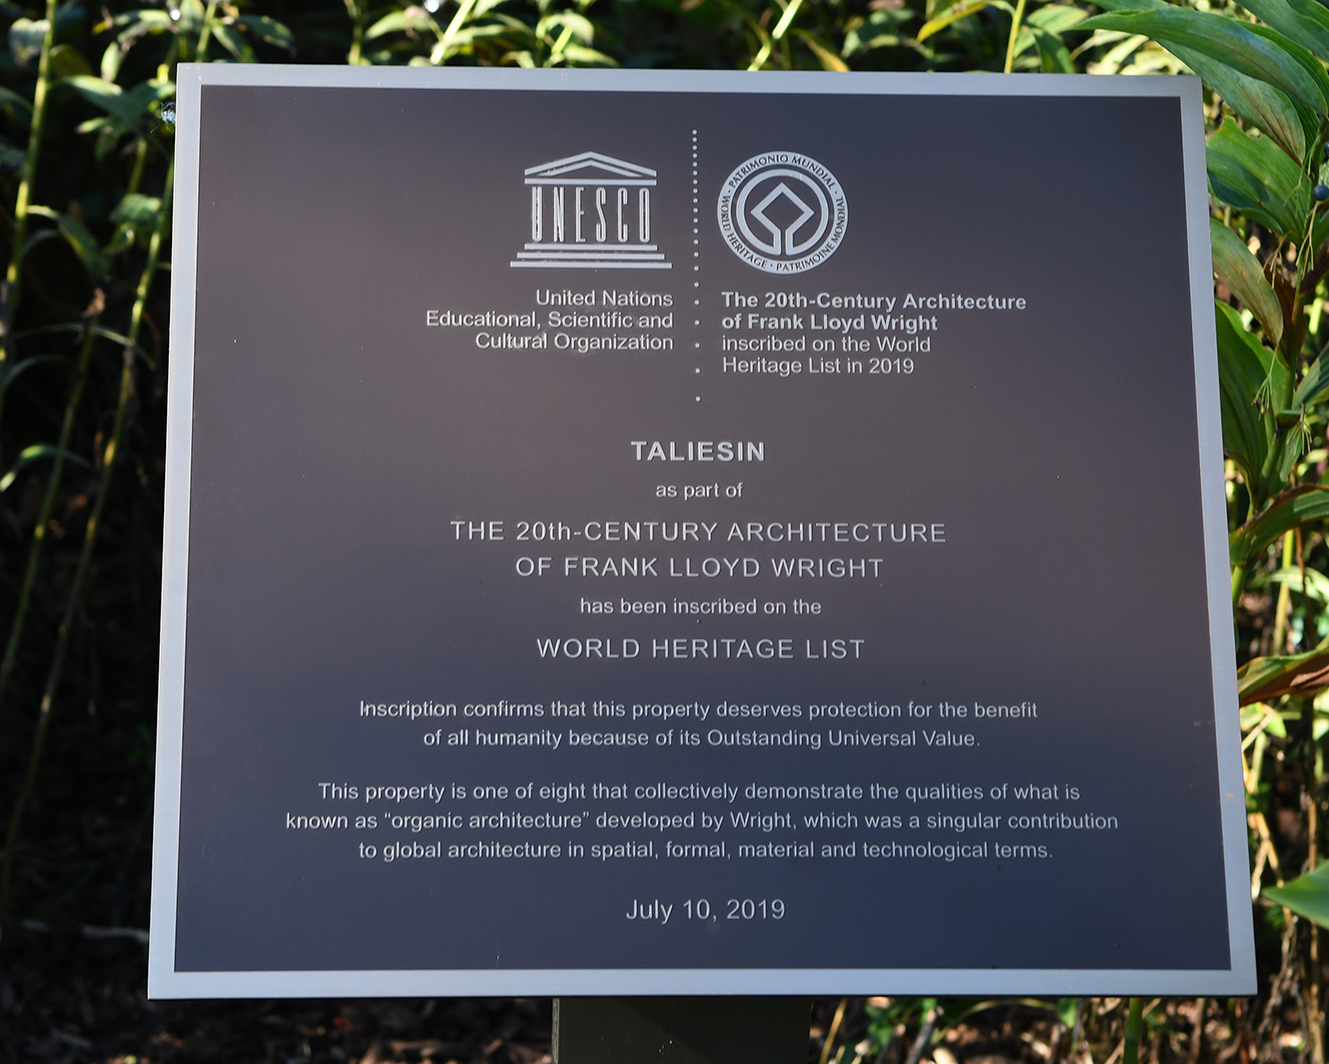 UNESCO
United Nations
Educational, Scientific and
Cultural Organization
WORLD HERITAGE · PATRIMONIO MUNDIAL · PATRIMOINE MONDIAL ·
The 20th-Century Architecture
of Frank Lloyd Wright
inscribed on the World
Heritage List in 2019
TALIESIN
as part of
THE 20th-CENTURY ARCHITECTURE
OF FRANK LLOYD WRIGHT
has been inscribed on the
WORLD HERITAGE LIST
Inscription confirms that this property deserves protection for the benefit
of all humanity because of its Outstanding Universal Value.
This property is one of eight that collectively demonstrate the qualities of what is
known as “organic architecture” developed by Wright, which was a singular contribution
to global architecture in spatial, formal, material and technological terms.
July 10, 2019